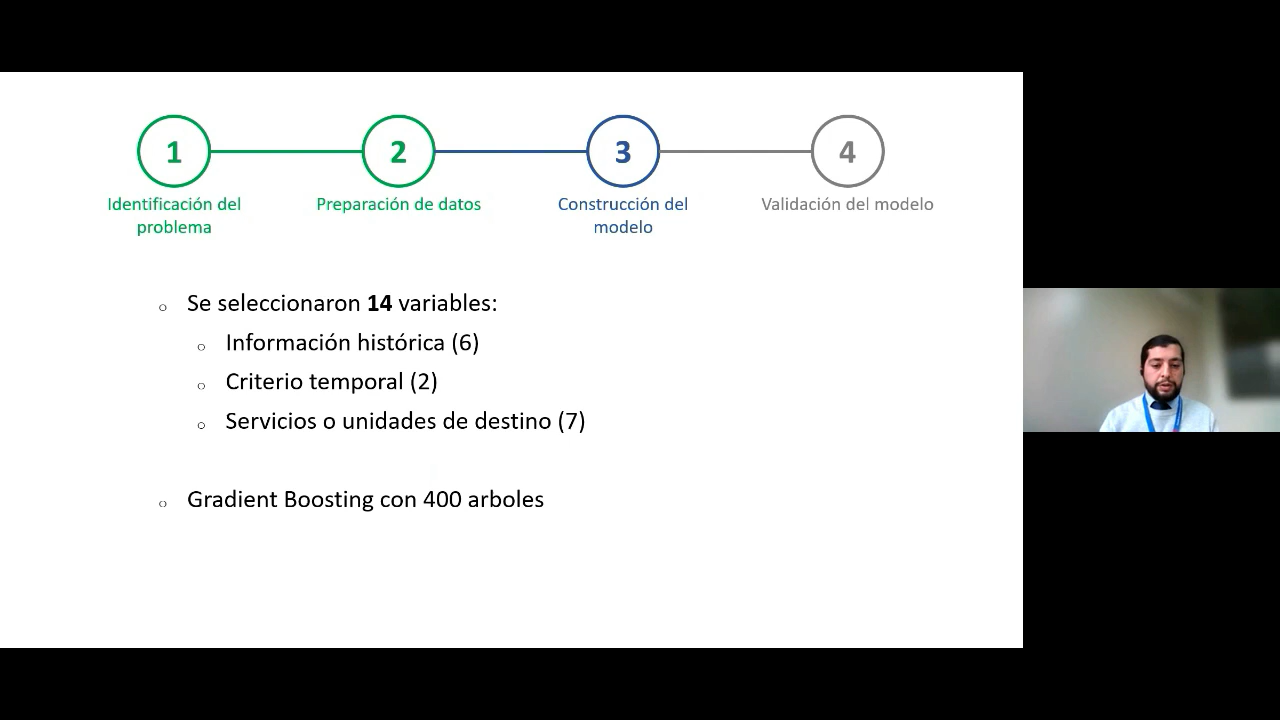 1
2
3
4
Identificación del
problema
Preparación de datos
Construcción del
modelo
Validación del modelo
Se seleccionaron 14 variables:
Información histórica (6)
Criterio temporal (2)
Servicios o unidades de destino (7)
Gradient Boosting con 400 arboles